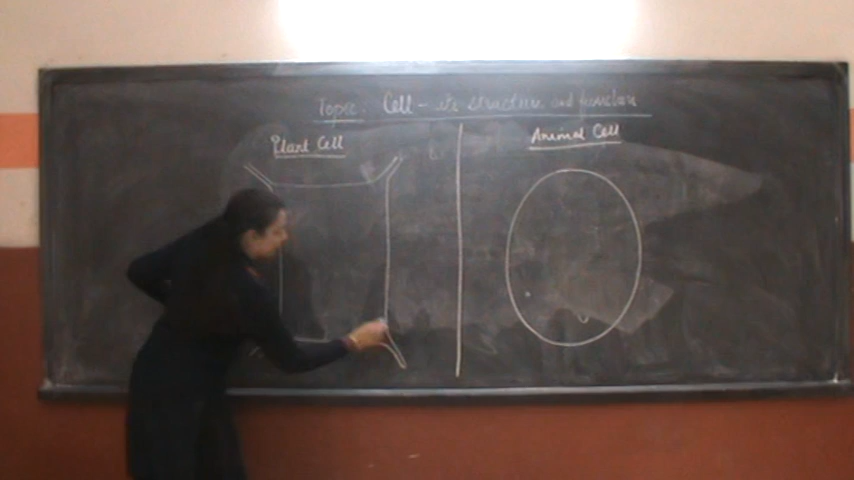 Topic: Cell - its structure and function
Plant Cell
Animal Cell